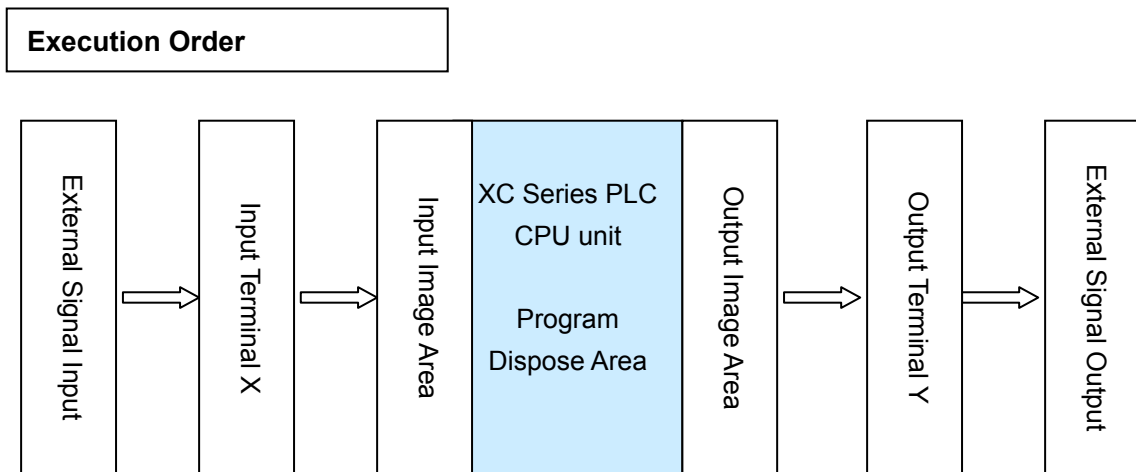 Execution Order
External Signal Input
Input Terminal X
Input Image Area
XC Series PLC
CPU unit
Program
Dispose Area
Output Image Area
Output Terminal Y
External Signal Output